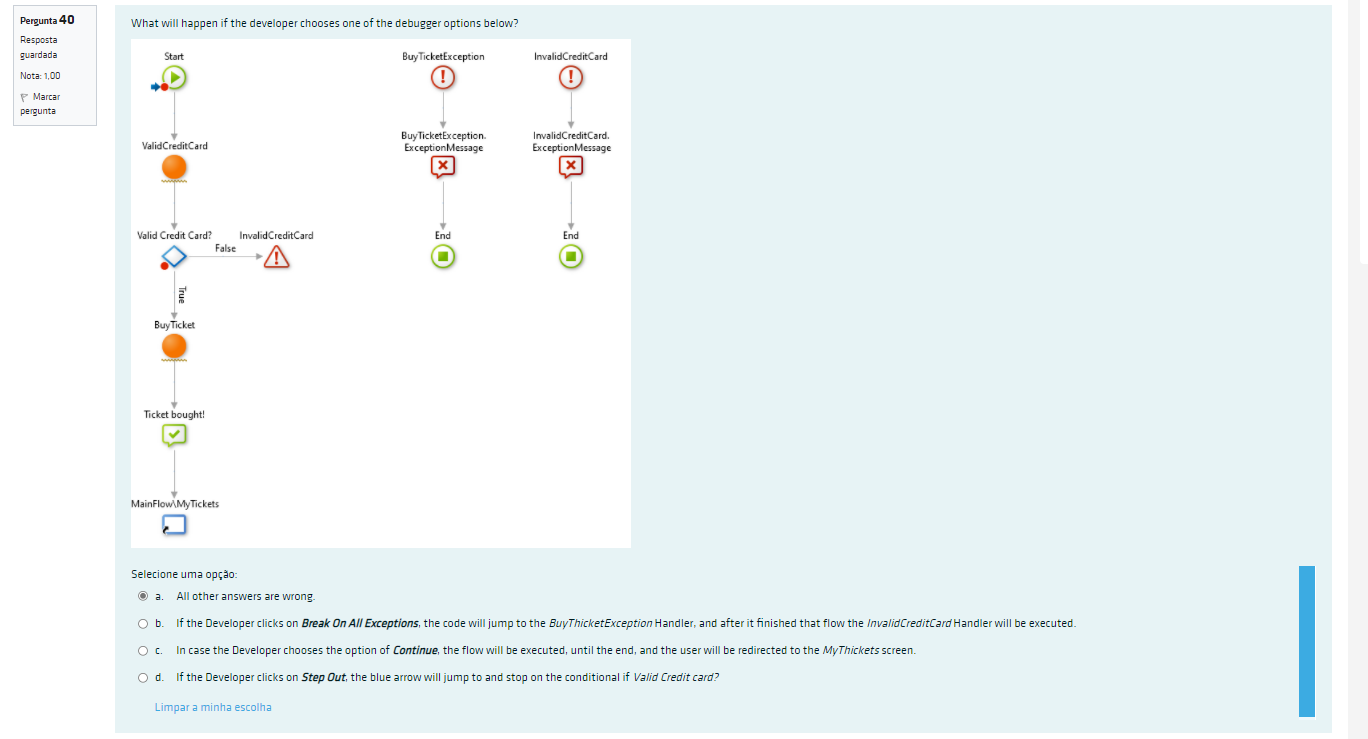 Pergunta 40
Resposta
guardada
Nota: 1,00
Marcar
pergunta
What will happen if the developer chooses one of the debugger options below?
Start
BuyTicketException
InvalidCreditCard
ValidCreditCard
BuyTicketException.
ExceptionMessage
InvalidCreditCard.
ExceptionMessage
Valid Credit Card?
InvalidCreditCard
False
End
End
True
BuyTicket
Ticket bought!
MainFlow\MyTickets
Selecione uma opção:
a. All other answers are wrong.
b. If the Developer clicks on Break On All Exceptions, the code will jump to the BuyThicketException Handler, and after it finished that flow the InvalidCreditCard Handler will be executed.
c. In case the Developer chooses the option of Continue, the flow will be executed, until the end, and the user will be redirected to the MyThickets screen.
d. If the Developer clicks on Step Out, the blue arrow will jump to and stop on the conditional if Valid Credit card?
Limpar a minha escolha